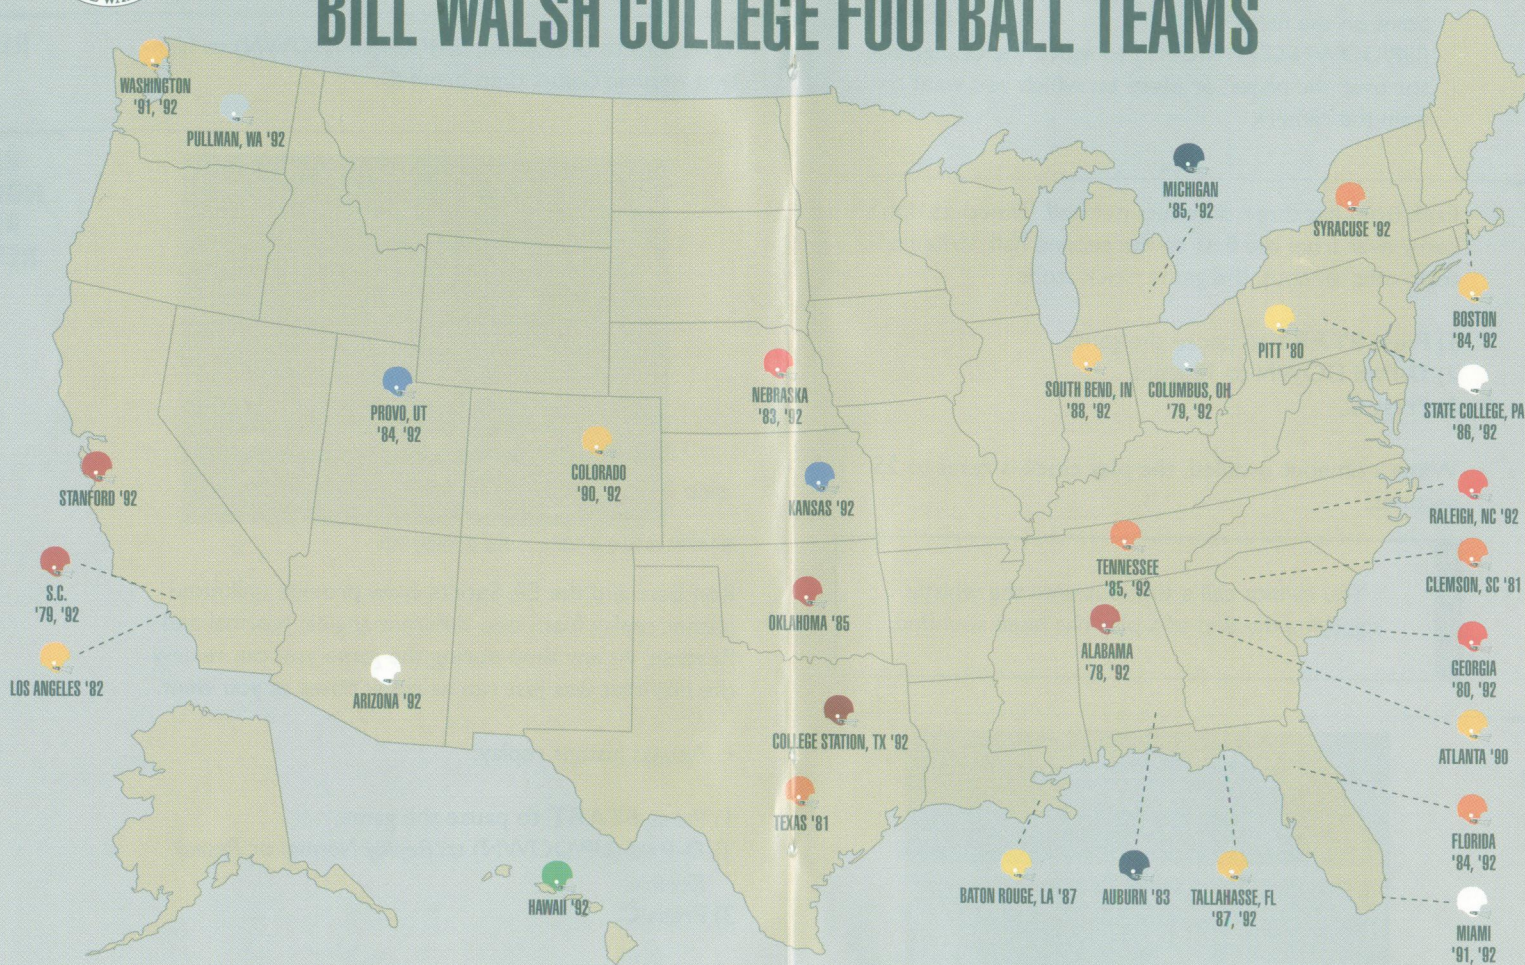 BILL WALSH COLLEGE FOOTBALL TEAMS
WASHINGTON
'91, '92
PULLMAN, WA '92
MICHIGAN
'85, '92
SYRACUSE '92
BOSTON
'84, '92
PITT '80
STATE COLLEGE, PA
'86, '92
SOUTH BEND, IN
'88, '92
COLUMBUS, OH
'79, '92
NEBRASKA
'83, '92
PROVO, UT
'84, '92
COLORADO
'90, '92
STANFORD '92
KANSAS '92
RALEIGH, NC '92
TENNESSEE
'85, '92
CLEMSON, SC '81
S.C.
'79, '92
OKLAHOMA '85
ALABAMA
'78, '92
GEORGIA
'80, '92
LOS ANGELES '82
ARIZONA '92
COLLEGE STATION, TX '92
ATLANTA '90
TEXAS '81
FLORIDA
'84, '92
HAWAII '92
BATON ROUGE, LA '87
AUBURN '83
TALLAHASSE, FL
'87, '92
MIAMI
'91, '92